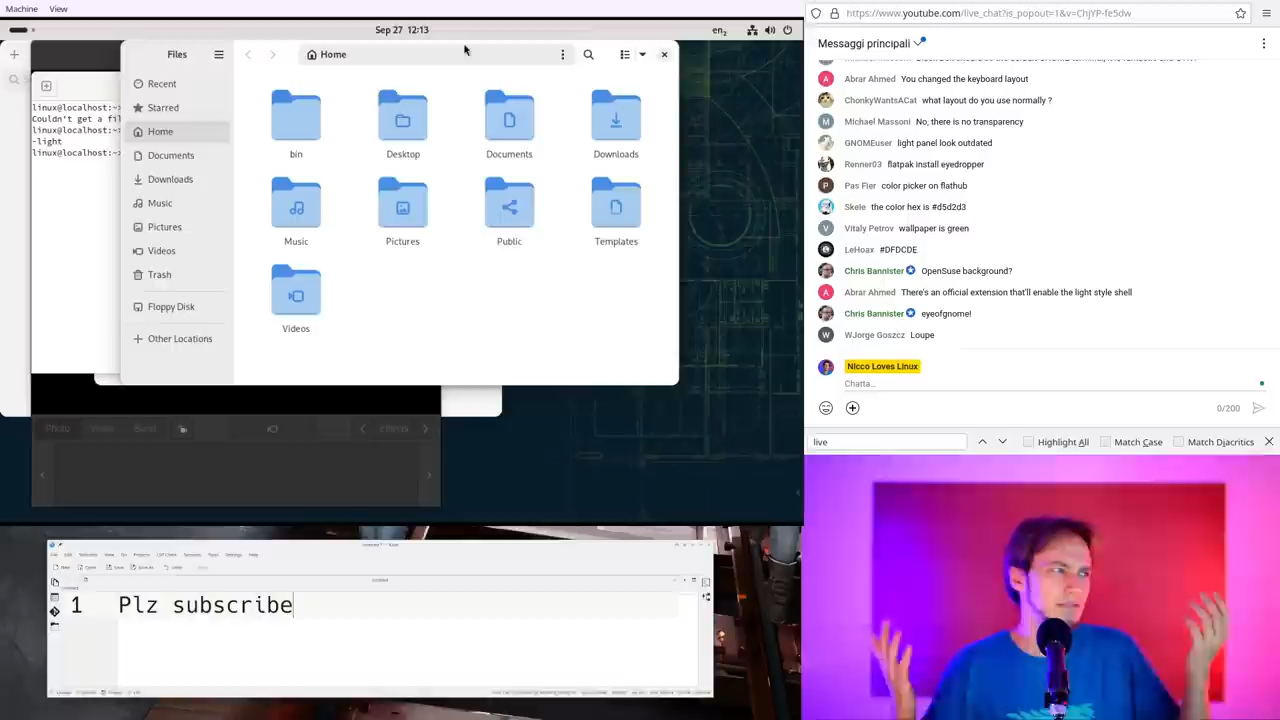 Machine View
Sep 27 12:13
en2
Files
Home
Recent
Starred
Home
Documents
Downloads
Music
Pictures
Videos
Trash
Floppy Disk
Other Locations
bin
Desktop
Documents
Downloads
Music
Pictures
Public
Templates
Videos
linux@localhost:~
Couldn't get a fil
linux@localhost:~
-light
linux@localhost:~
Photo
Video
Burst
2 items
1 Plz subscribe
https://www.youtube.com/live_chat?is_popout=1&v=ChjYP-fe5dw
Messaggi principali
Abrar Ahmed You changed the keyboard layout
ChonkyWantsACat what layout do you use normally ?
Michael Massoni No, there is no transparency
GNOMEuser light panel look outdated
Renner03 flatpak install eyedropper
Pas Fier color picker on flathub
Skele the color hex is #d5d2d3
Vitaly Petrov wallpaper is green
LeHoax #DFDCDE
Chris Bannister OpenSuse background?
Abrar Ahmed There's an official extension that'll enable the light style shell
Chris Bannister eyeofgnome!
WJorge Goszcz Loupe
Nicco Loves Linux
Chatta...
0/200
live
Highlight All
Match Case
Match Diacritics